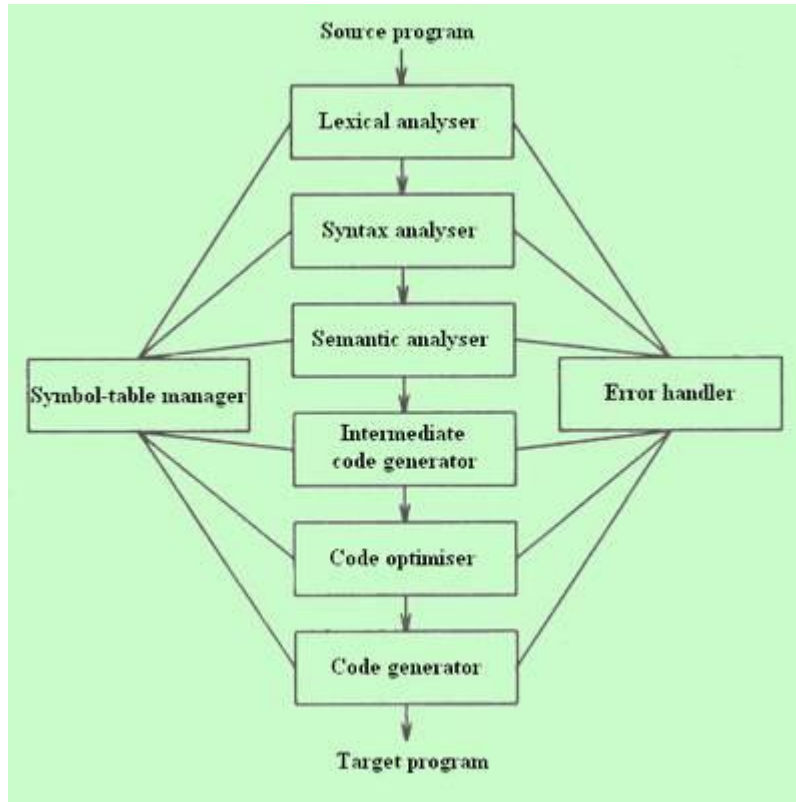 Source program
Lexical analyser
Syntax analyser
Semantic analyser
Symbol-table manager
Error handler
Intermediate
code generator
Code optimiser
Code generator
Target program